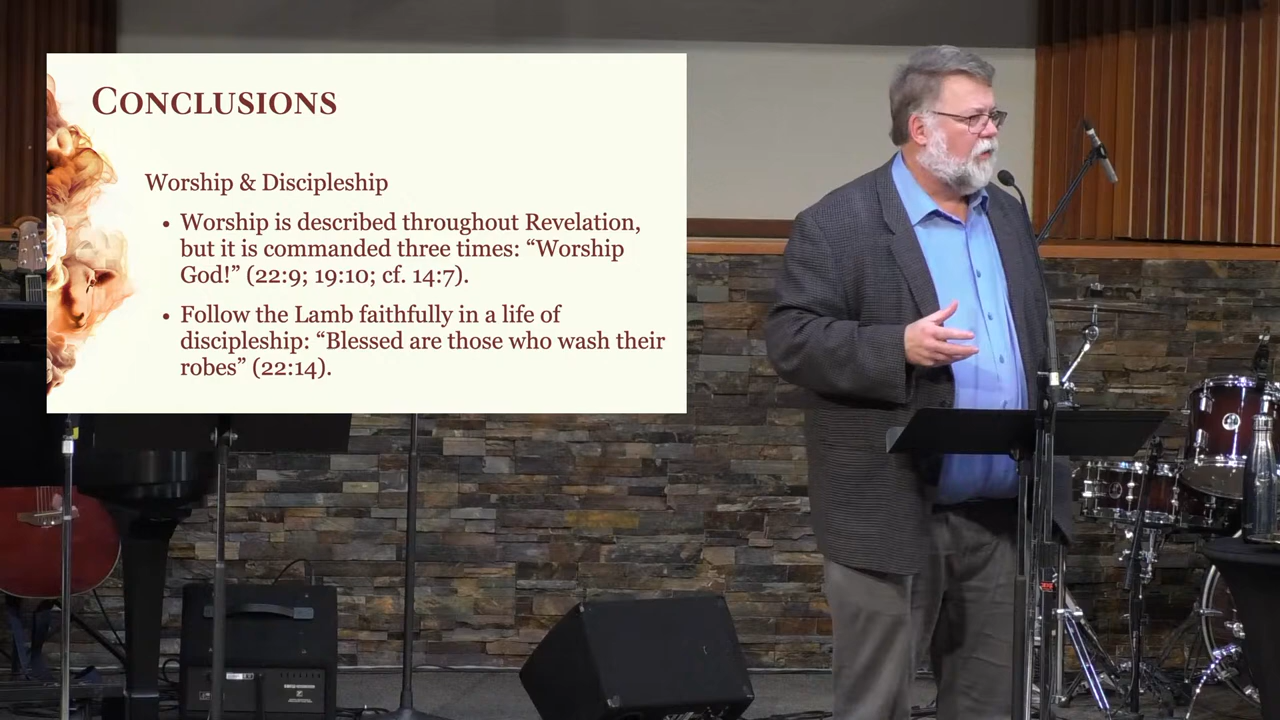 Conclusions
Worship & Discipleship
• Worship is described throughout Revelation,
but it is commanded three times: “Worship
God!” (22:9; 19:10; cf. 14:7).
• Follow the Lamb faithfully in a life of
discipleship: “Blessed are those who wash their
robes” (22:14).